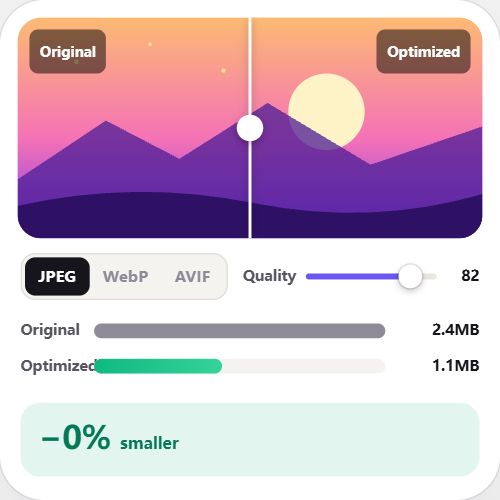 Original
Optimized
JPEG WebP AVIF Quality 82
Original 2.4MB
Optimized 1.1MB
−0% smaller